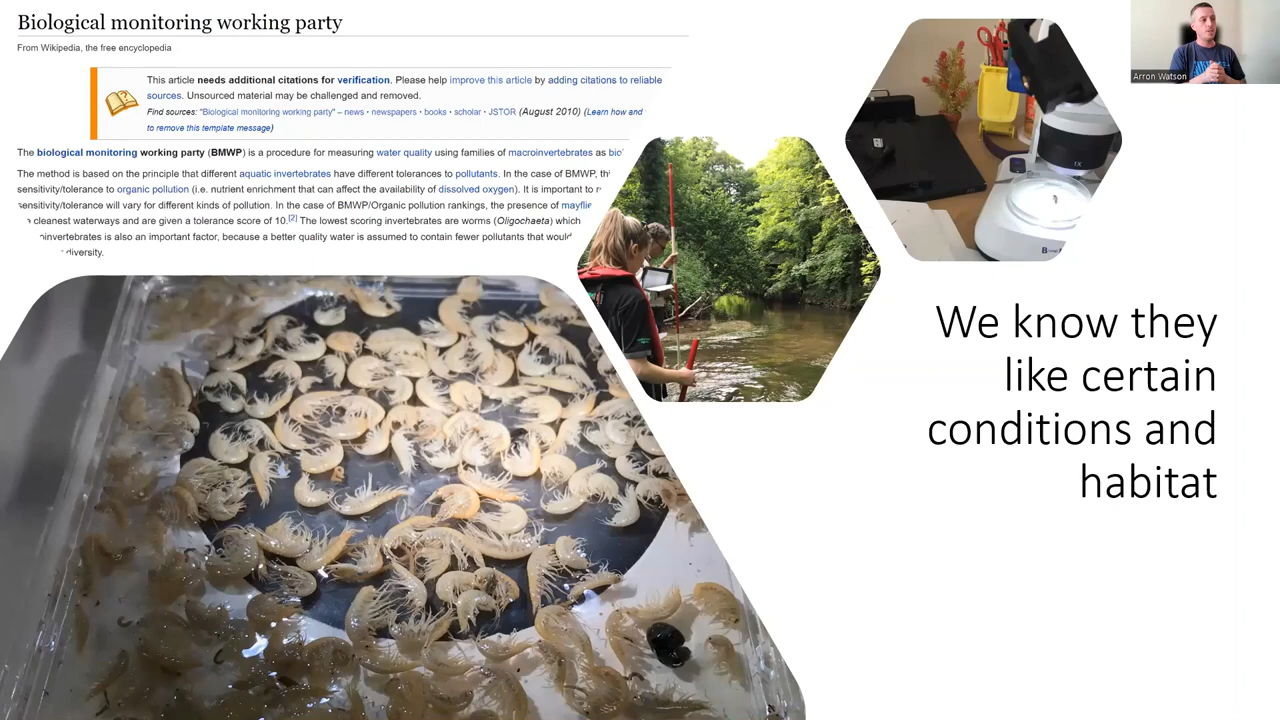 Biological monitoring working party
From Wikipedia, the free encyclopedia
This article needs additional citations for verification. Please help improve this article by adding citations to reliable
sources. Unsourced material may be challenged and removed.
Find sources: "Biological monitoring working party" – news · newspapers · books · scholar · JSTOR (August 2010) (Learn how and
to remove this template message)
The biological monitoring working party (BMWP) is a procedure for measuring water quality using families of macroinvertebrates as
The method is based on the principle that different aquatic invertebrates have different tolerances to pollutants. In the case of BMWP,
sensitivity/tolerance to organic pollution (i.e. nutrient enrichment that can affect the availability of dissolved oxygen). It is important to
sensitivity/tolerance will vary for different kinds of pollution. In the case of BMWP/Organic pollution rankings, the presence of
cleanest waterways and are given a tolerance score of 10.[2] The lowest scoring invertebrates are worms (Oligochaeta) which
is also an important factor, because a better quality water is assumed to contain fewer pollutants that would
diversity.
Arron Watson
1X
We know they
like certain
conditions and
habitat